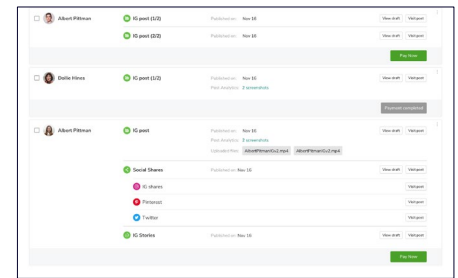 Albert Pittman IG post (1/2) Published on: Nov 16 View draft Visit post
IG post (2/2) Published on: Nov 16 View draft Visit post
Pay Now
Dollie Hines IG post (1/2) Published on: Nov 16 View draft Visit post
Post Analytics: 2 screenshots
Payment completed
Albert Pittman IG post Published on: Nov 16 View draft Visit post
Post Analytics: 2 screenshots
Uploaded files:
Social Shares Published on: Nov 16 View draft Visit post
IG shares Visit post
Pinterest Visit post
Twitter Visit post
IG Stories Published on: Nov 16 View draft Visit post
Pay Now